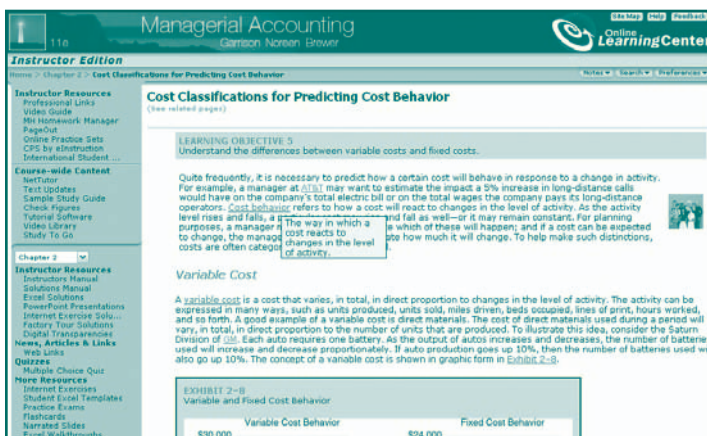 Managerial Accounting
11e
Garrison Noreen Brewer
Site Map Help Feedback
Online
Learning Center
Instructor Edition
Home > Chapter 2 > Cost Classifications for Predicting Cost Behavior
Notes Search Preferences
Instructor Resources
Professional Links
Video Guide
MH Homework Manager
PageOut
Online Practice Sets
CPS by eInstruction
International Student ...
Course-wide Content
NetTutor
Text Updates
Sample Study Guide
Check Figures
Tutorial Software
Video Library
Study To Go
Chapter 2
Instructor Resources
Instructors Manual
Solutions Manual
Excel Solutions
PowerPoint Presentations
Internet Exercise Solu...
Factory Tour Solutions
Digital Transparencies
News, Articles & Links
Web Links
Quizzes
Multiple Choice Quiz
More Resources
Internet Exercises
Student Excel Templates
Practice Exams
Flashcards
Narrated Slides
Excel Walkthroughs
Cost Classifications for Predicting Cost Behavior
(See related pages)
LEARNING OBJECTIVE 5
Understand the differences between variable costs and fixed costs.
Quite frequently, it is necessary to predict how a certain cost will behave in response to a change in activity.
For example, a manager at AT&T may want to estimate the impact a 5% increase in long-distance calls
would have on the company's total electric bill or on the total wages the company pays its long-distance
operators. Cost behavior refers to how a cost will react to changes in the level of activity. As the activity
level rises and falls, a and fall as well—or it may remain constant. For planning
purposes, a manager which of these will happen; and if a cost can be expected
to change, the manag how much it will change. To help make such distinctions,
costs are often categor
The way in which a
cost reacts to
changes in the level
of activity.
Variable Cost
A variable cost is a cost that varies, in total, in direct proportion to changes in the level of activity. The activity can be
expressed in many ways, such as units produced, units sold, miles driven, beds occupied, lines of print, hours worked,
and so forth. A good example of a variable cost is direct materials. The cost of direct materials used during a period will
vary, in total, in direct proportion to the number of units that are produced. To illustrate this idea, consider the Saturn
Division of GM. Each auto requires one battery. As the output of autos increases and decreases, the number of batterie
used will increase and decrease proportionately. If auto production goes up 10%, then the number of batteries used w
also go up 10%. The concept of a variable cost is shown in graphic form in Exhibit 2-8.
EXHIBIT 2-8
Variable and Fixed Cost Behavior
Variable Cost Behavior Fixed Cost Behavior
$30,000 $24,000